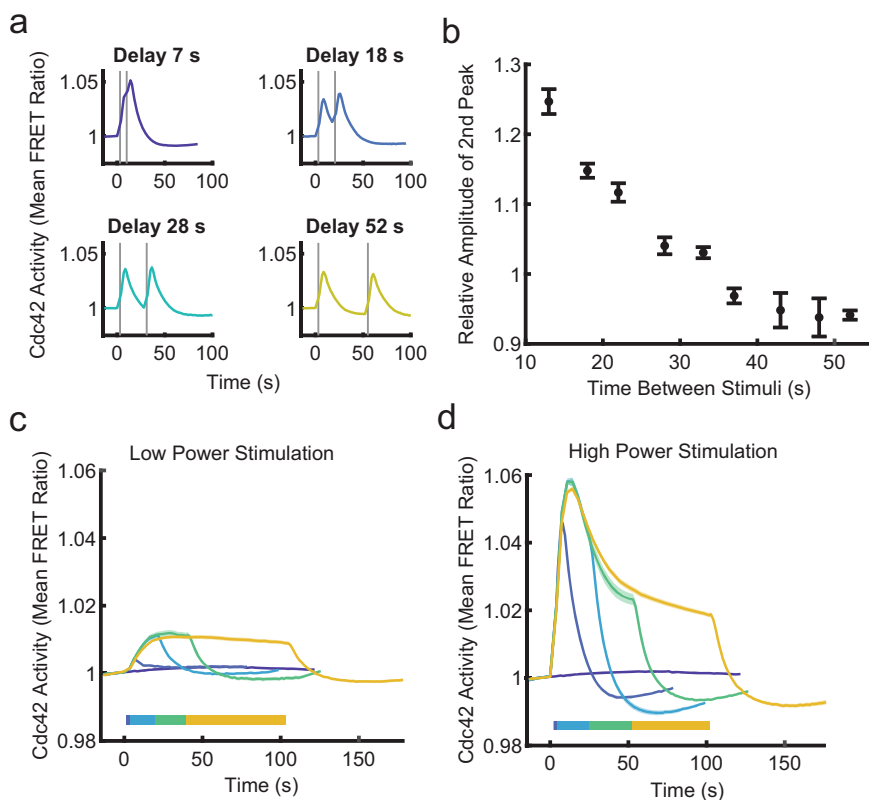 a
Delay 7 s
Delay 18 s
1.05
1
0 50 100
1.05
1
0 50 100
Delay 28 s
Delay 52 s
1.05
1
0 50 100
1.05
1
0 50 100
Cdc42 Activity (Mean FRET Ratio)
Time (s)
b
Relative Amplitude of 2nd Peak
1.3
1.2
1.1
1
0.9
10 20 30 40 50
Time Between Stimuli (s)
c
Low Power Stimulation
Cdc42 Activity (Mean FRET Ratio)
1.06
1.04
1.02
1
0.98
0 50 100 150
Time (s)
d
High Power Stimulation
Cdc42 Activity (Mean FRET Ratio)
1.06
1.04
1.02
1.00
0.98
0 50 100 150
Time (s)